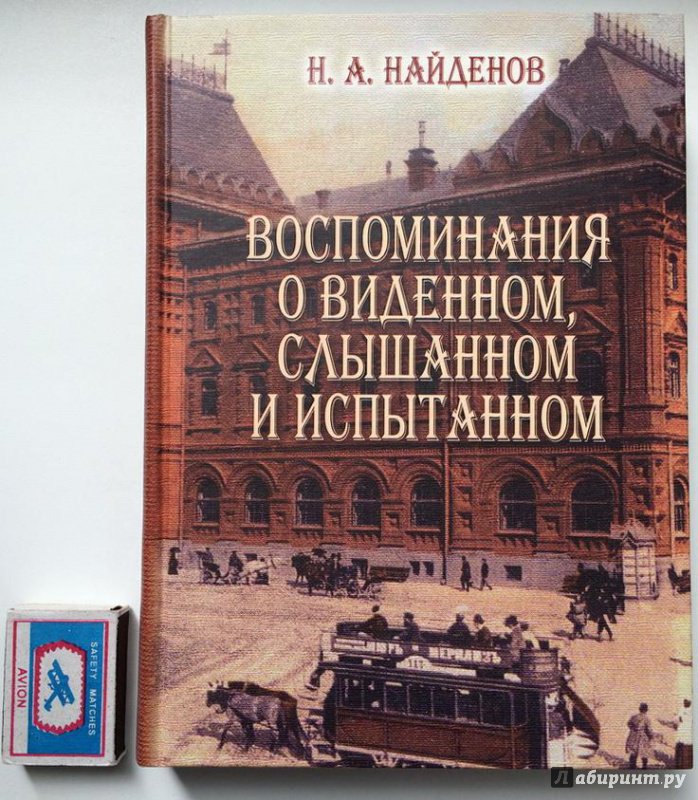 Н. А. НАЙДЕНОВ
ВОСПОМИНАНИЯ
О ВИДЕННОМ,
СЛЫШАННОМ
И ИСПЫТАННОМ
SAFETY MATCHES
AVION
Лабиринт.ру